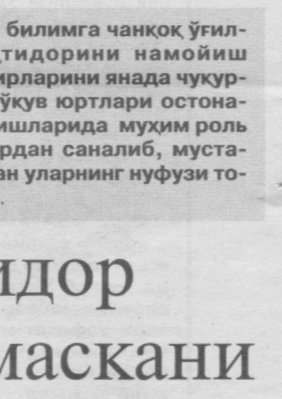 билимга чанқоқ ўғил-
қтидорини намойиш
ирларини янада чуқур-
ўқув юртлари остона-
ишларида муҳим роль
рдан саналиб, муста-
ан уларнинг нуфузи то-
идор
маскани